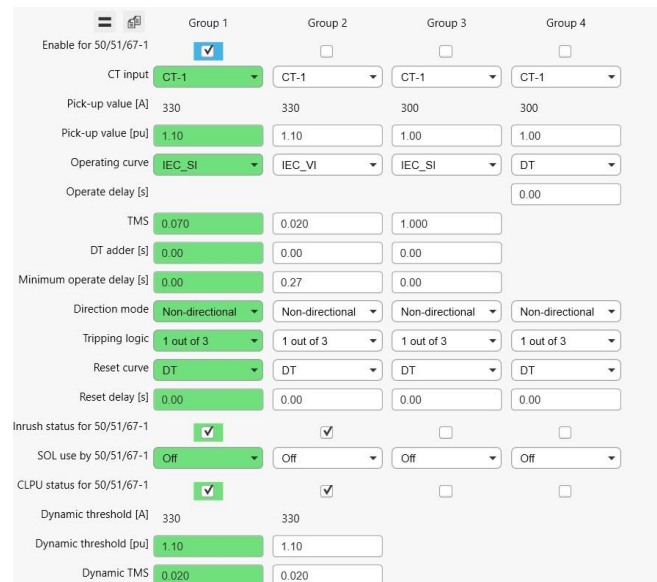 Group 1 Group 2 Group 3 Group 4
Enable for 50/51/67-1
CT input CT-1 CT-1 CT-1 CT-1
Pick-up value [A] 330 330 300 300
Pick-up value [pu] 1.10 1.10 1.00 1.00
Operating curve IEC_SI IEC_VI IEC_SI DT
Operate delay [s] 0.00
TMS 0.070 0.020 1.000
DT adder [s] 0.00 0.00 0.00
Minimum operate delay [s] 0.00 0.27 0.00
Direction mode Non-directional Non-directional Non-directional Non-directional
Tripping logic 1 out of 3 1 out of 3 1 out of 3 1 out of 3
Reset curve DT DT DT DT
Reset delay [s] 0.00 0.00 0.00 0.00
Inrush status for 50/51/67-1
SOL use by 50/51/67-1 Off Off Off Off
CLPU status for 50/51/67-1
Dynamic threshold [A] 330 330
Dynamic threshold [pu] 1.10 1.10
Dynamic TMS 0.020 0.020